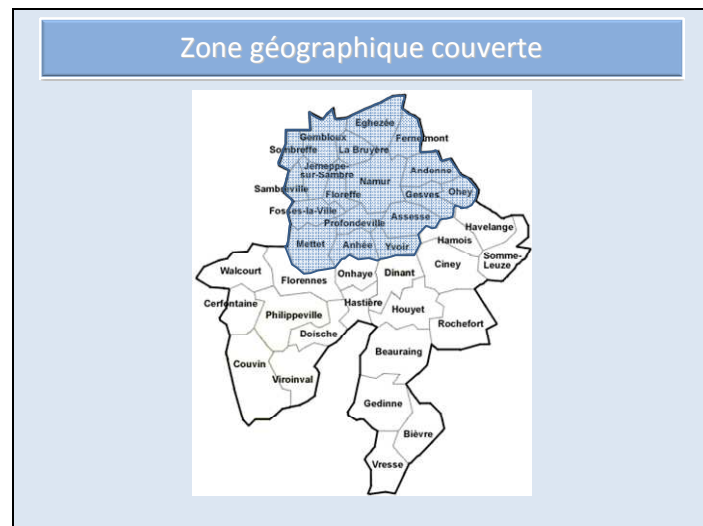 Zone géographique couverte
Eghezée
Gembloux
Fernelmont
Sombreffe
La Bruyère
Jemeppe-
sur-Sambre
Andenne
Namur
Sambreville
Floreffe
Gesves
Ohey
Fosses-la-Ville
Profondeville
Assesse
Havelange
Mettet
Anhée
Yvoir
Hamois
Somme-
Leuze
Ciney
Walcourt
Florennes
Onhaye
Dinant
Cerfontaine
Hastière
Houyet
Philippeville
Rochefort
Doische
Beauraing
Couvin
Viroinval
Gedinne
Bièvre
Vresse